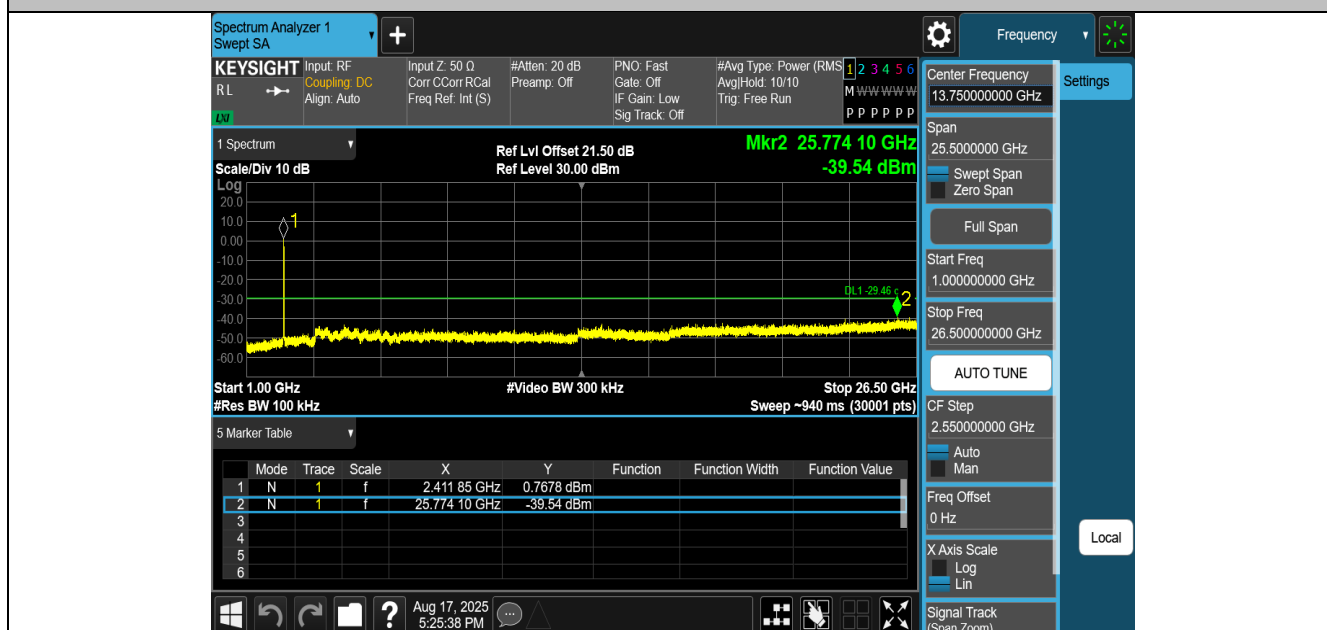 Spectrum Analyzer 1
Swept SA
+
Frequency
KEYSIGHT
RL
LXI
Input: RF
Coupling: DC
Align: Auto
Input Z: 50 Ω
Corr CCorr RCal
Freq Ref: Int (S)
#Atten: 20 dB
Preamp: Off
PNO: Fast
Gate: Off
IF Gain: Low
Sig Track: Off
#Avg Type: Power (RMS
Avg|Hold: 10/10
Trig: Free Run
1 2 3 4 5 6
M W W W W W
P P P P P P
1 Spectrum
Scale/Div 10 dB
Ref Lvl Offset 21.50 dB
Ref Level 30.00 dBm
Mkr2 25.774 10 GHz
-39.54 dBm
Log
20.0
10.0
0.00
-10.0
-20.0
-30.0
-40.0
-50.0
-60.0
1
DL1 -29.46
2
Start 1.00 GHz
#Res BW 100 kHz
#Video BW 300 kHz
Stop 26.50 GHz
Sweep ~940 ms (30001 pts)
5 Marker Table
Mode Trace Scale X Y Function Function Width Function Value
1 N 1 f 2.411 85 GHz 0.7678 dBm
2 N 1 f 25.774 10 GHz -39.54 dBm
3
4
5
6
Aug 17, 2025
5:25:38 PM
?
Center Frequency
13.750000000 GHz
Settings
Span
25.5000000 GHz
Swept Span
Zero Span
Full Span
Start Freq
1.000000000 GHz
Stop Freq
26.500000000 GHz
AUTO TUNE
CF Step
2.550000000 GHz
Auto
Man
Freq Offset
0 Hz
X Axis Scale
Log
Lin
Local
Signal Track
(Span Zoom)